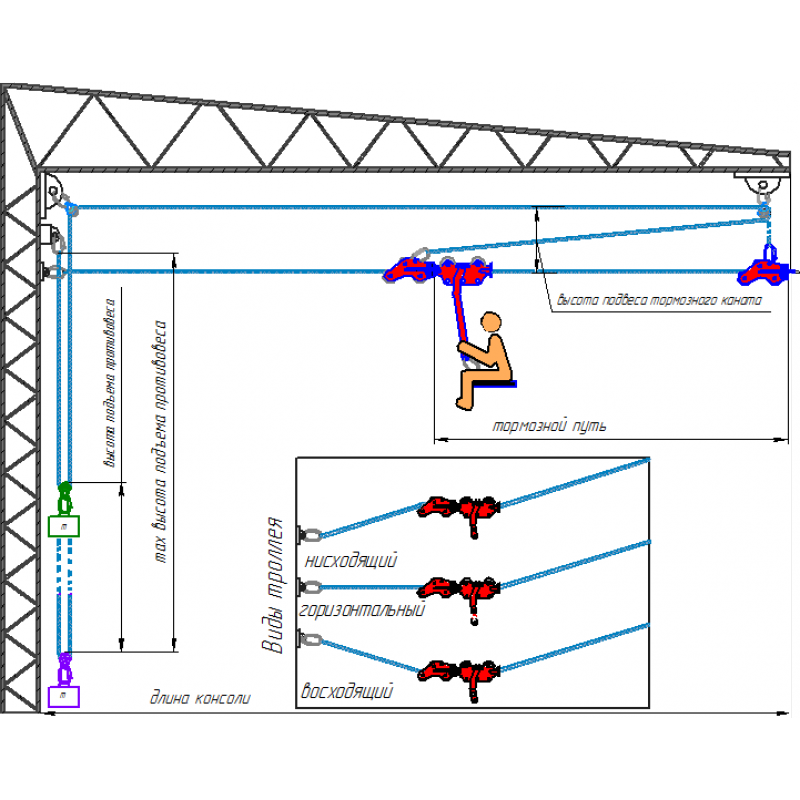 высота подвеса тормозного каната
высота подъема противовеса
max высота подъема противовеса
тормозной путь
m
m
длина консоли
Виды троллея
нисходящий
горизонтальный
восходящий